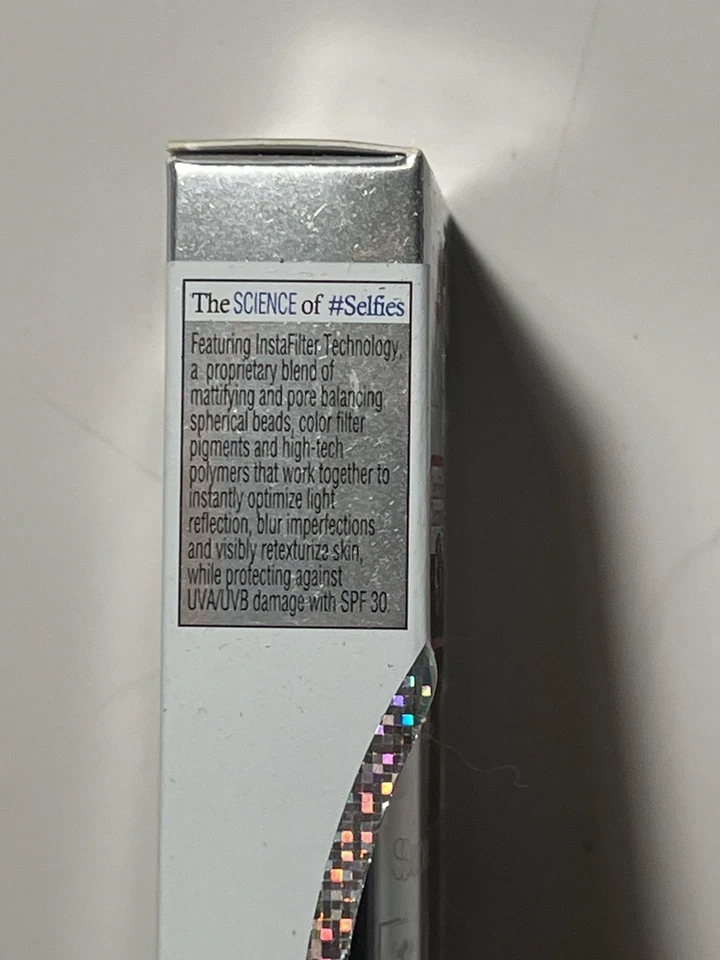 The SCIENCE of #Selfies
Featuring InstaFilter Technology,
a proprietary blend of
mattifying and pore balancing
spherical beads, color filter
pigments and high-tech
polymers that work together to
instantly optimize light
reflection, blur imperfections
and visibly retexturize skin,
while protecting against
UVA/UVB damage with SPF 30.